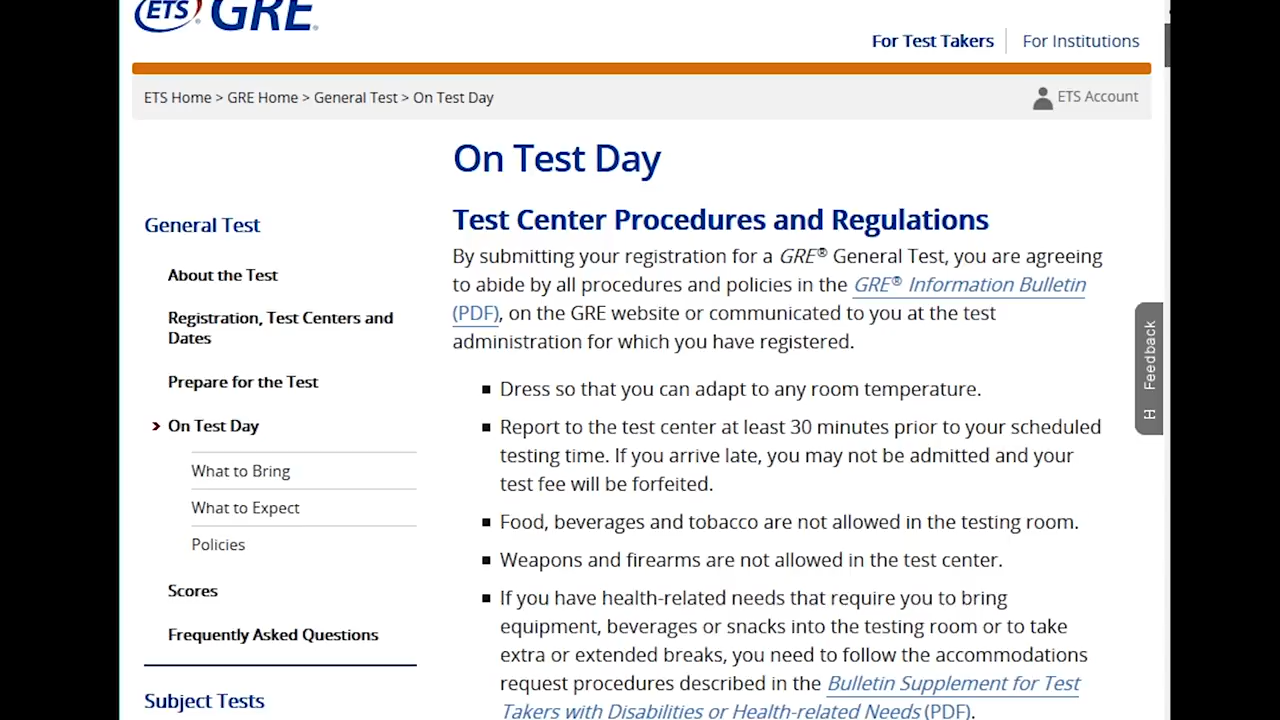 ETS GRE®
For Test Takers
For Institutions
ETS Home > GRE Home > General Test > On Test Day
ETS Account
On Test Day
General Test
About the Test
Registration, Test Centers and
Dates
Prepare for the Test
On Test Day
What to Bring
What to Expect
Policies
Scores
Frequently Asked Questions
Subject Tests
Test Center Procedures and Regulations
By submitting your registration for a GRE® General Test, you are agreeing
to abide by all procedures and policies in the GRE® Information Bulletin
(PDF), on the GRE website or communicated to you at the test
administration for which you have registered.
Dress so that you can adapt to any room temperature.
Report to the test center at least 30 minutes prior to your scheduled
testing time. If you arrive late, you may not be admitted and your
test fee will be forfeited.
Food, beverages and tobacco are not allowed in the testing room.
Weapons and firearms are not allowed in the test center.
If you have health-related needs that require you to bring
equipment, beverages or snacks into the testing room or to take
extra or extended breaks, you need to follow the accommodations
request procedures described in the Bulletin Supplement for Test
Takers with Disabilities or Health-related Needs (PDF).
H Feedback